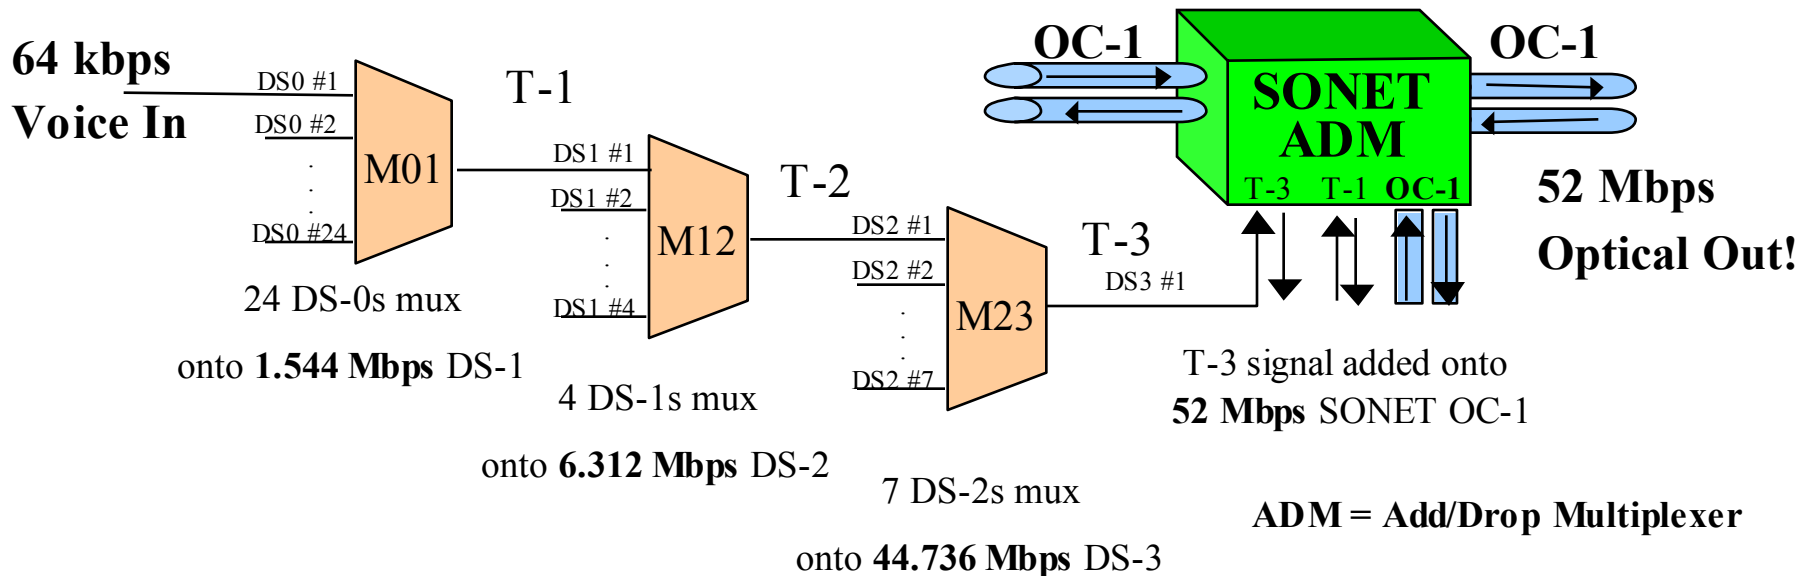 64 kbps
Voice In
DS0 #1
DS0 #2
DS0 #24
M01
T-1
24 DS-0s mux
onto 1.544 Mbps DS-1
DS1 #1
DS1 #2
DS1 #4
M12
T-2
4 DS-1s mux
onto 6.312 Mbps DS-2
DS2 #1
DS2 #2
DS2 #7
M23
T-3
DS3 #1
7 DS-2s mux
onto 44.736 Mbps DS-3
OC-1
OC-1
SONET
ADM
T-3 T-1 OC-1
52 Mbps
Optical Out!
T-3 signal added onto
52 Mbps SONET OC-1
ADM = Add/Drop Multiplexer